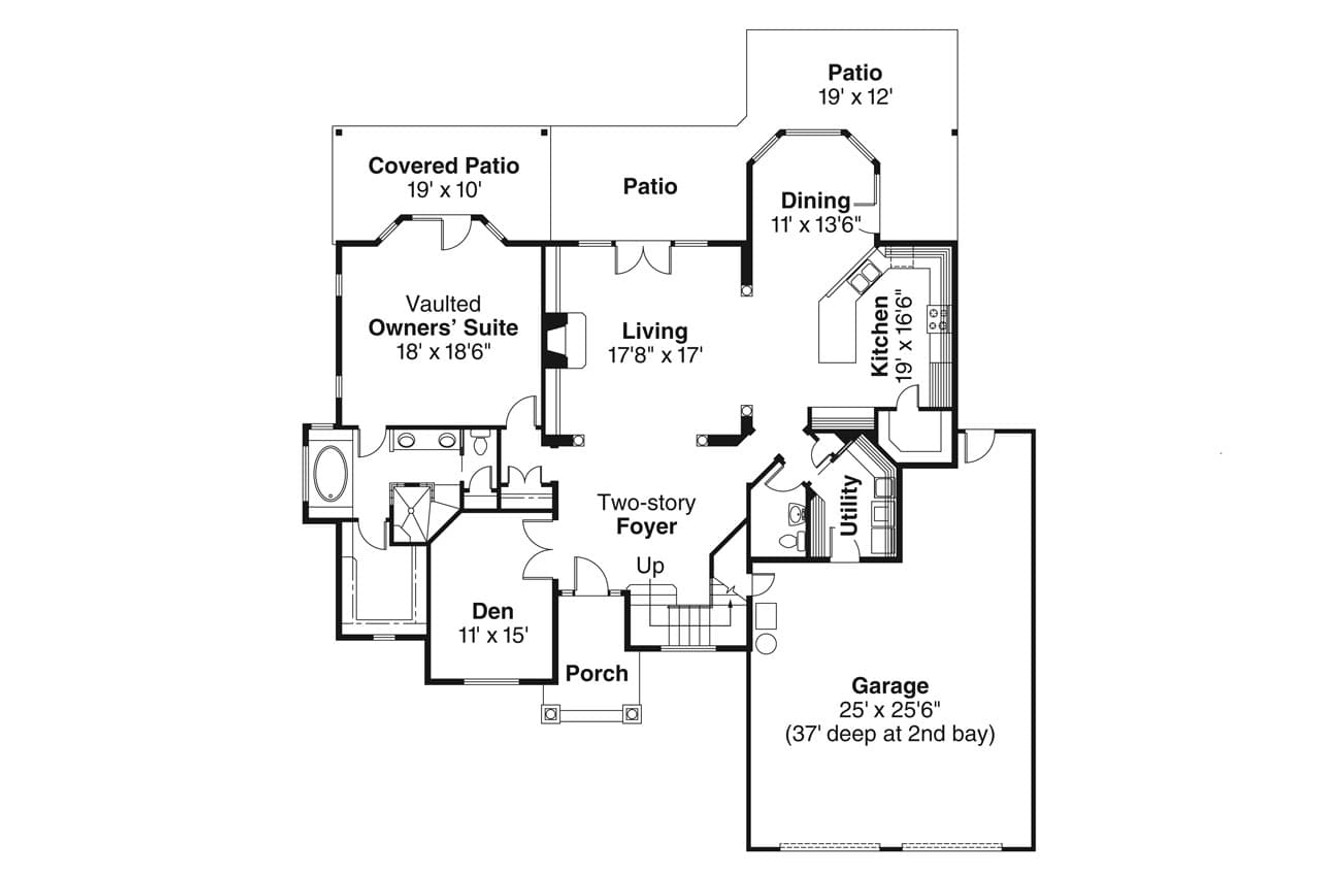 Patio
19' x 12'
Covered Patio
19' x 10'
Patio
Dining
11' x 13'6"
Vaulted
Owners’ Suite
18' x 18'6"
Living
17'8" x 17'
Kitchen
19' x 16'6"
Two-story
Foyer
Up
Utility
Den
11' x 15'
Porch
Garage
25' x 25'6"
(37' deep at 2nd bay)